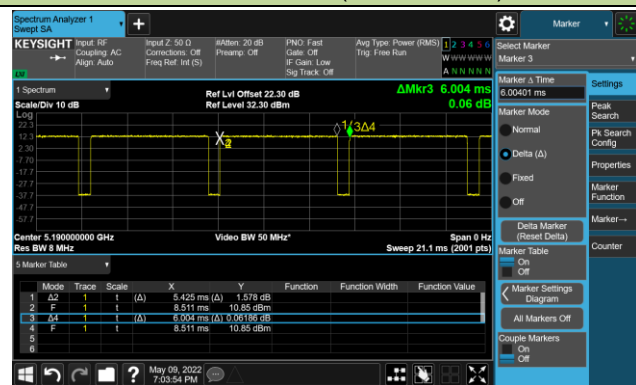 Spectrum Analyzer 1
Swept SA
Marker
KEYSIGHT
Input: RF
Coupling: AC
Align: Auto
Input Z: 50 Ω
Corrections: Off
Freq Ref: Int (S)
#Atten: 20 dB
Preamp: Off
PNO: Fast
Gate: Off
IF Gain: Low
Sig Track: Off
Avg Type: Power (RMS)
Trig: Free Run
1 2 3 4 5 6
W W W W W W
A N N N N N
Select Marker
Marker 3
LW
1 Spectrum
Scale/Div 10 dB
Log
Ref Lvl Offset 22.30 dB
Ref Level 32.30 dBm
ΔMkr3 6.004 ms
0.06 dB
22.3
12.3
2.30
-7.70
-17.7
-27.7
-37.7
-47.7
-57.7
1/3Δ4
Center 5.190000000 GHz
Res BW 8 MHz
Video BW 50 MHz*
Span 0 Hz
Sweep 21.1 ms (2001 pts)
5 Marker Table
Mode Trace Scale X Y Function Function Width Function Value
1 Δ2 1 t (Δ) 5.425 ms (Δ) 1.578 dB
2 F 1 t 8.511 ms 10.85 dBm
3 Δ4 1 t (Δ) 6.004 ms (Δ) 0.06186 dB
4 F 1 t 8.511 ms 10.85 dBm
5
6
May 09, 2022
7:03:54 PM
Marker Δ Time
6.00401 ms
Marker Mode
Normal
Delta (Δ)
Fixed
Off
Delta Marker
(Reset Delta)
Marker Table
On
Off
Marker Settings
Diagram
All Markers Off
Couple Markers
On
Off
Settings
Peak
Search
Pk Search
Config
Properties
Marker
Function
Marker→
Counter